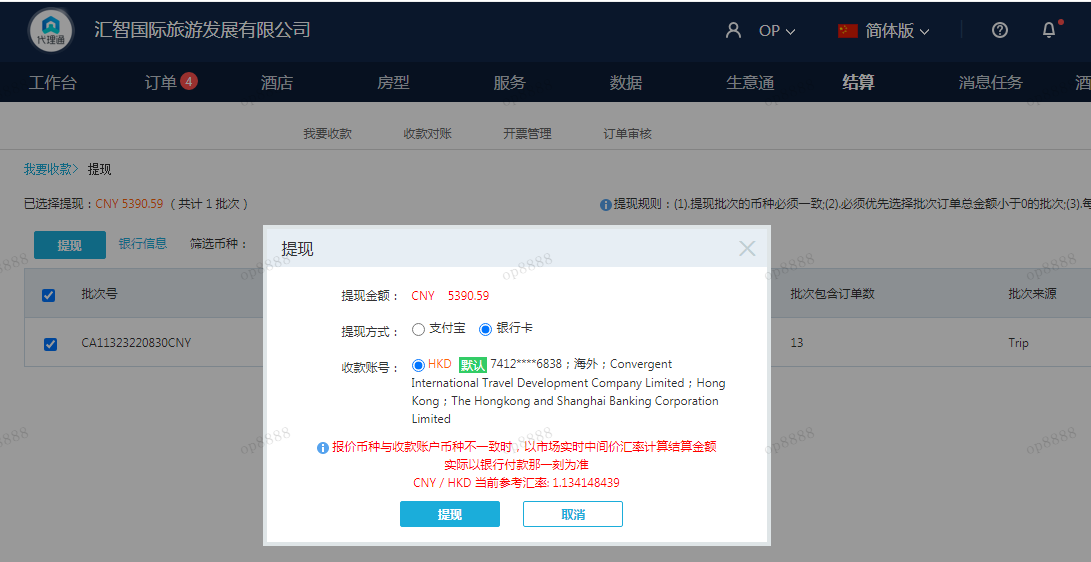 代理通
汇智国际旅游发展有限公司
OP
简体版
工作台 订单 4 酒店 房型 服务 数据 生意通 结算 消息任务 酒
我要收款 收款对账 开票管理 订单审核
我要收款> 提现
已选择提现：CNY 5390.59 （ 共计 1 批次 ）
提现规则：(1).提现批次的币种必须一致;(2).必须优先选择批次订单总金额小于0的批次;(3).每
提现 银行信息 筛选币种：
批次号 批次包含订单数 批次来源
CA11323220830CNY 13 Trip
提现
提现金额： CNY 5390.59
提现方式： 支付宝 银行卡
收款账号： HKD 默认 7412****6838；海外；Convergent
International Travel Development Company Limited；Hong
Kong；The Hongkong and Shanghai Banking Corporation
Limited
报价币种与收款账户币种不一致时，以市场实时中间价汇率计算结算金额
实际以银行付款那一刻为准
CNY / HKD 当前参考汇率: 1.134148439
提现 取消
op8888
op8888
op8888
op8888
op8888
op8888
op8888
op8888